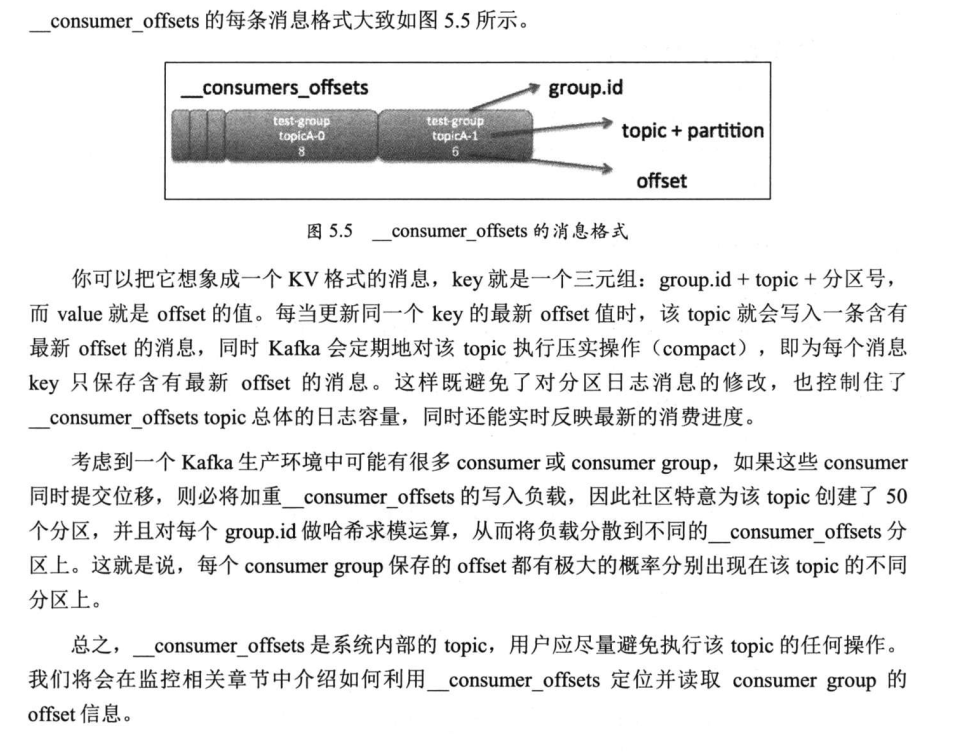 __consumer_offsets 的每条消息格式大致如图 5.5 所示。
__consumers_offsets
group.id
test-group
topicA-0
8
test-group
topicA-1
6
topic + partition
offset
图 5.5 __consumer_offsets 的消息格式
你可以把它想象成一个 KV 格式的消息，key 就是一个三元组：group.id + topic + 分区号，
而 value 就是 offset 的值。每当更新同一个 key 的最新 offset 值时，该 topic 就会写入一条含有
最新 offset 的消息，同时 Kafka 会定期地对该 topic 执行压实操作（compact），即为每个消息
key 只保存含有最新 offset 的消息。这样既避免了对分区日志消息的修改，也控制住了
__consumer_offsets topic 总体的日志容量，同时还能实时反映最新的消费进度。
考虑到一个 Kafka 生产环境中可能有很多 consumer 或 consumer group，如果这些 consumer
同时提交位移，则必将加重__consumer_offsets 的写入负载，因此社区特意为该 topic 创建了 50
个分区，并且对每个 group.id 做哈希求模运算，从而将负载分散到不同的__consumer_offsets 分
区上。这就是说，每个 consumer group 保存的 offset 都有极大的概率分别出现在该 topic 的不同
分区上。
总之，__consumer_offsets 是系统内部的 topic，用户应尽量避免执行该 topic 的任何操作。
我们将会在监控相关章节中介绍如何利用__consumer_offsets 定位并读取 consumer group 的
offset 信息。